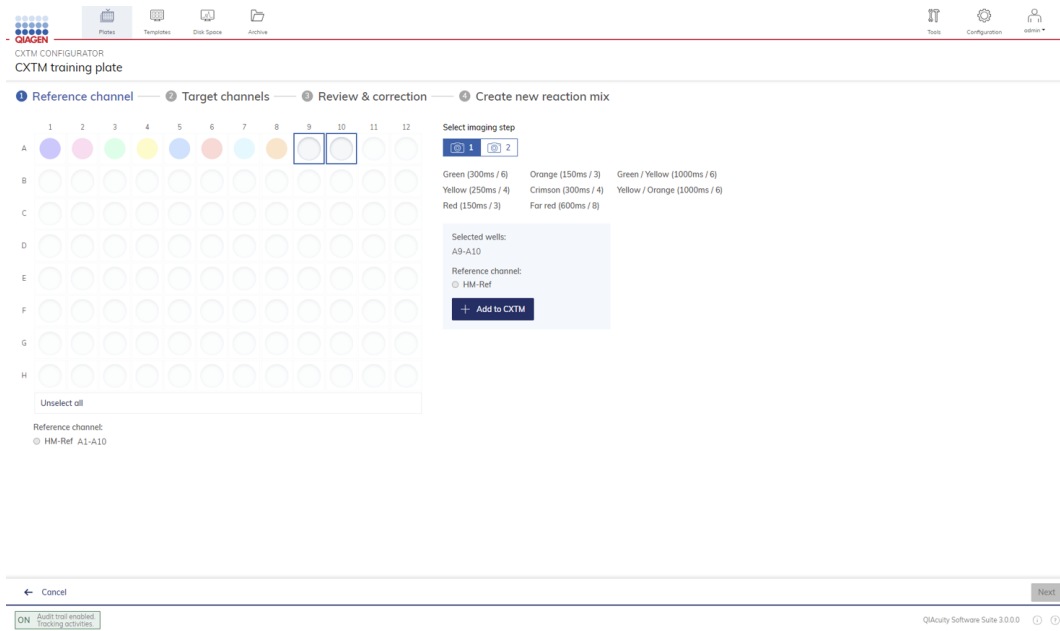 Plates Templates Disk Space Archive Tools Configuration admin
QIAGEN
CXTM CONFIGURATOR
CXTM training plate
1 Reference channel 2 Target channels 3 Review & correction 4 Create new reaction mix
1 2 3 4 5 6 7 8 9 10 11 12
A
B
C
D
E
F
G
H
Unselect all
Reference channel:
HM-Ref A1-A10
Select imaging step
1 2
Green (300ms / 6) Orange (150ms / 3) Green / Yellow (1000ms / 6)
Yellow (250ms / 4) Crimson (300ms / 4) Yellow / Orange (1000ms / 6)
Red (150ms / 3) Far red (600ms / 8)
Selected wells:
A9-A10
Reference channel:
HM-Ref
+ Add to CXTM
← Cancel Next
ON Audit trail enabled.
Tracking activities.
QIAcuity Software Suite 3.0.0.0